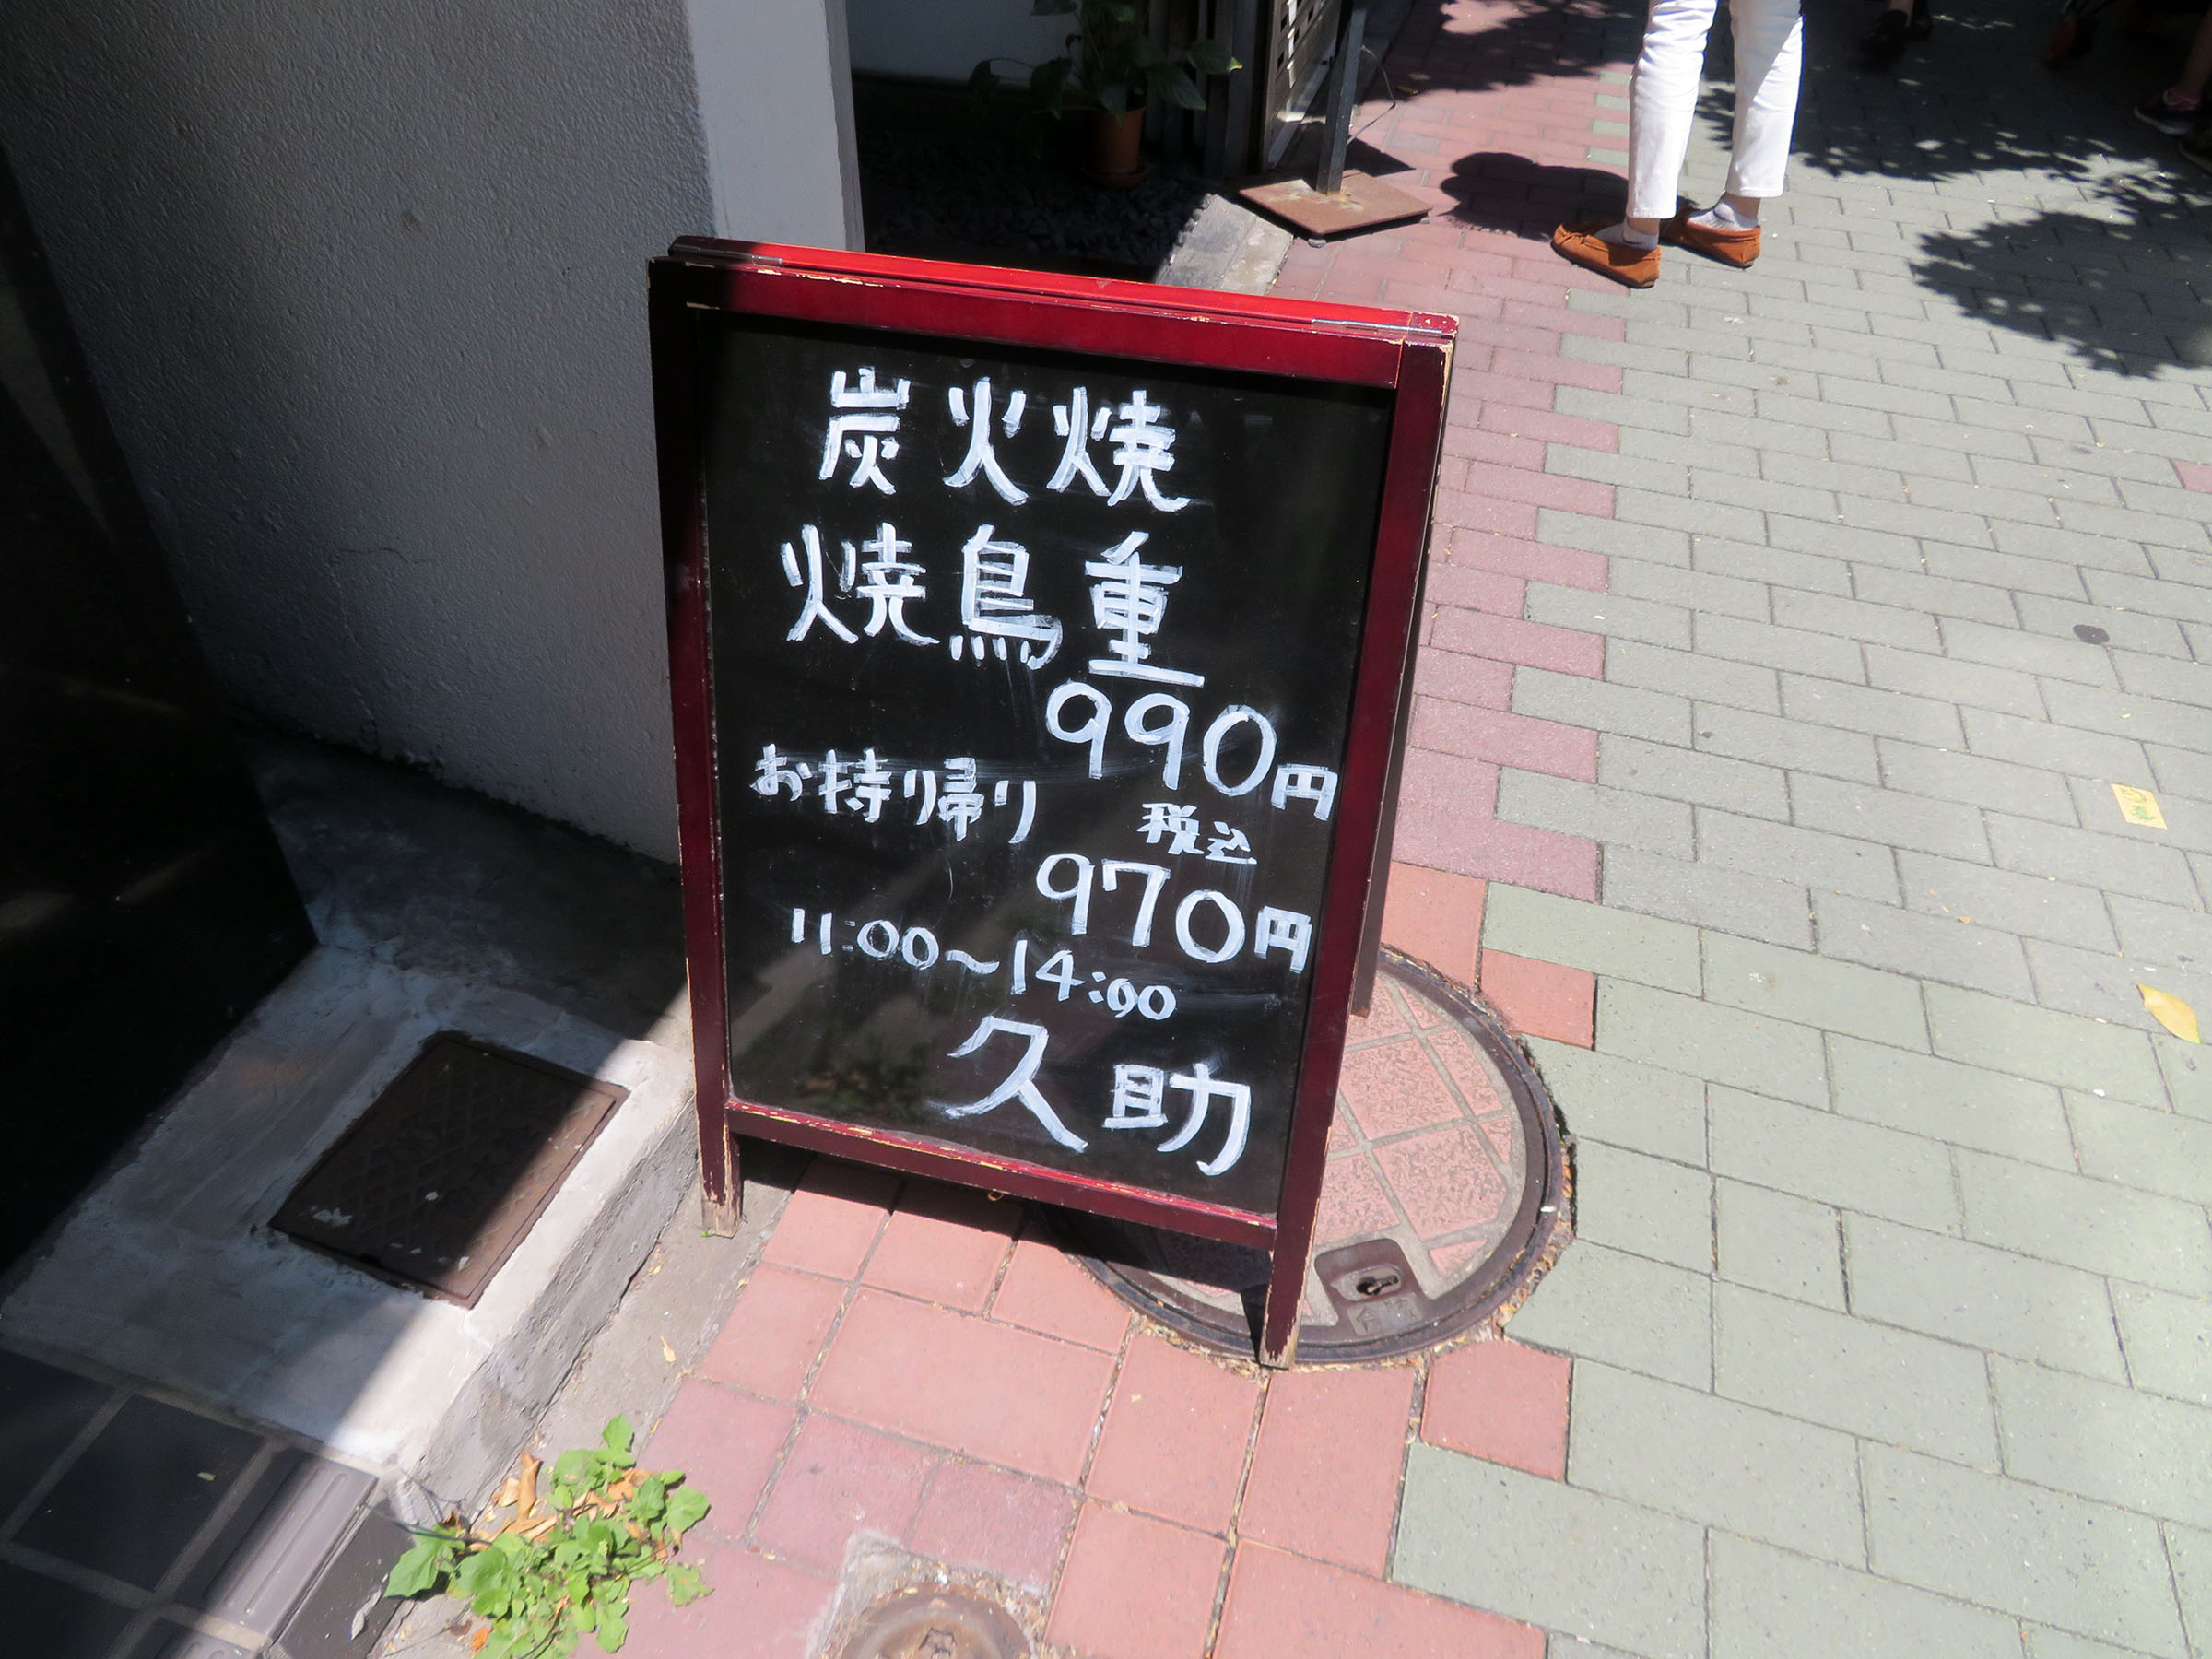 炭火焼
焼鳥重
990円
お持ち帰り 税込
970円
11:00～14:00
久助